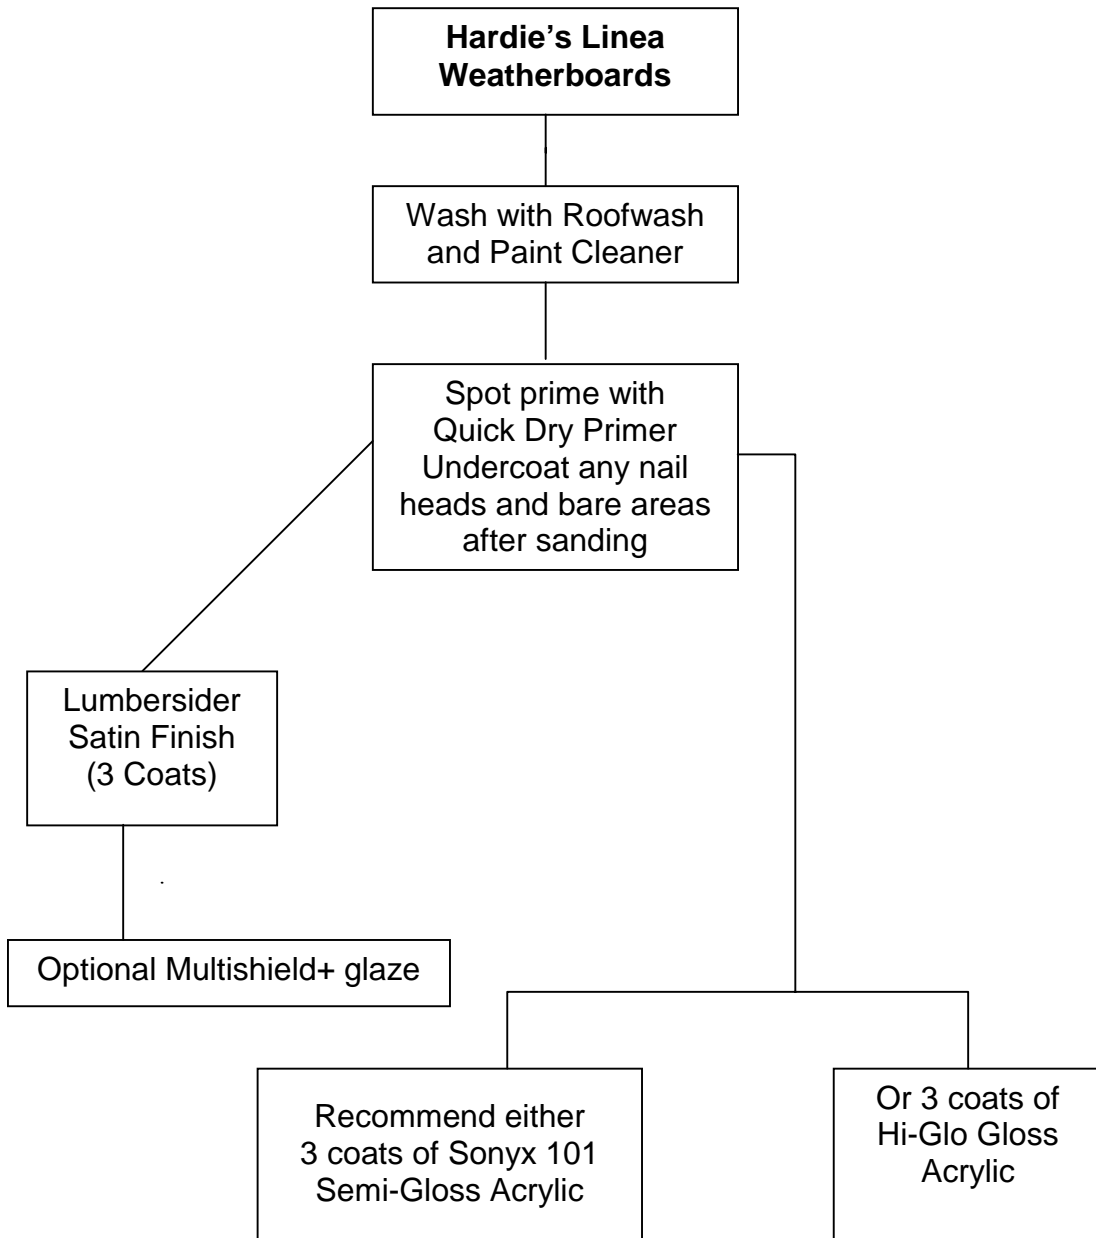 Hardie’s Linea
Weatherboards
Wash with Roofwash
and Paint Cleaner
Spot prime with
Quick Dry Primer
Undercoat any nail
heads and bare areas
after sanding
Lumbersider
Satin Finish
(3 Coats)
Optional Multishield+ glaze
Recommend either
3 coats of Sonyx 101
Semi-Gloss Acrylic
Or 3 coats of
Hi-Glo Gloss
Acrylic